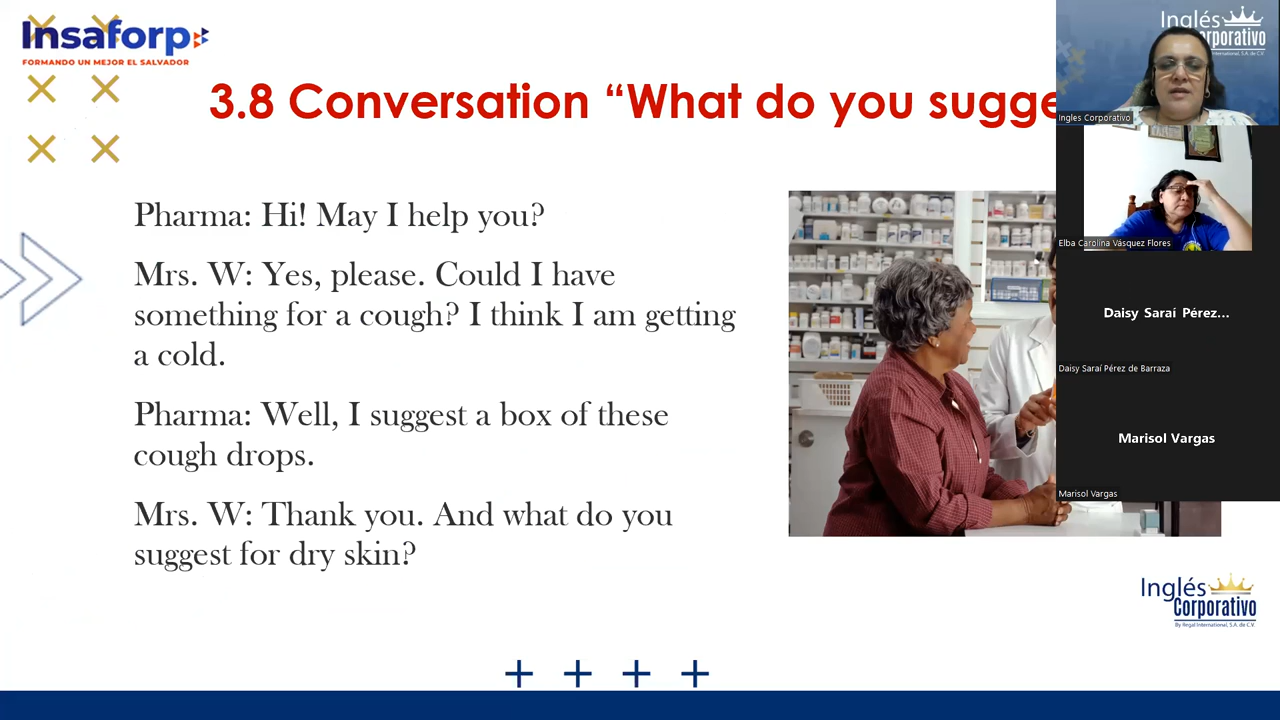 Insaforp
FORMANDO UN MEJOR EL SALVADOR
3.8 Conversation “What do you sugge
Pharma: Hi! May I help you?
Mrs. W: Yes, please. Could I have
something for a cough? I think I am getting
a cold.
Pharma: Well, I suggest a box of these
cough drops.
Mrs. W: Thank you. And what do you
suggest for dry skin?
Inglés
Corporativo
By Regal International, S.A. de C.V.
Inglés
Corporativo
International, S.A. de C.V.
Ingles Corporativo
Elba Carolina Vásquez Flores
Daisy Saraí Pérez...
Daisy Saraí Pérez de Barraza
Marisol Vargas
Marisol Vargas